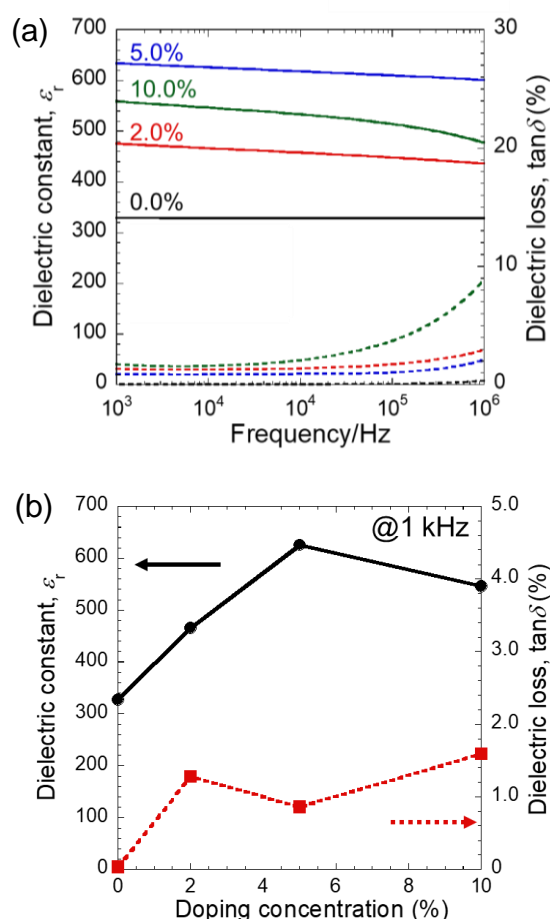 (a)
700
600
500
400
300
200
100
0
Dielectric constant, εr
5.0%
10.0%
2.0%
0.0%
30
20
10
0
Dielectric loss, tanδ (%)
10³ 10⁴ 10⁴ 10⁵ 10⁶
Frequency/Hz
(b)
700
600
500
400
300
200
100
0
Dielectric constant, εr
@1 kHz
5.0
4.0
3.0
2.0
1.0
0
Dielectric loss, tanδ (%)
0 2 4 6 8 10
Doping concentration (%)